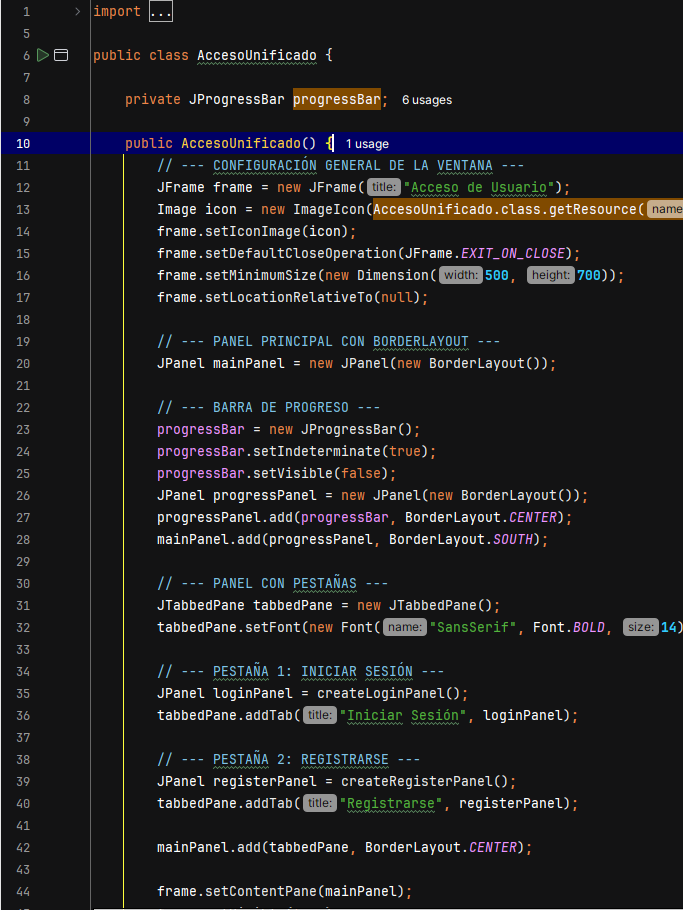 1 import ...
5
6 public class AccesoUnificado {
7
8 private JProgressBar progressBar; 6 usages
9
10 public AccesoUnificado() { 1 usage
11 // --- CONFIGURACIÓN GENERAL DE LA VENTANA ---
12 JFrame frame = new JFrame( title: "Acceso de Usuario");
13 Image icon = new ImageIcon(AccesoUnificado.class.getResource( name
14 frame.setIconImage(icon);
15 frame.setDefaultCloseOperation(JFrame.EXIT_ON_CLOSE);
16 frame.setMinimumSize(new Dimension( width: 500, height: 700));
17 frame.setLocationRelativeTo(null);
18
19 // --- PANEL PRINCIPAL CON BORDERLAYOUT ---
20 JPanel mainPanel = new JPanel(new BorderLayout());
21
22 // --- BARRA DE PROGRESO ---
23 progressBar = new JProgressBar();
24 progressBar.setIndeterminate(true);
25 progressBar.setVisible(false);
26 JPanel progressPanel = new JPanel(new BorderLayout());
27 progressPanel.add(progressBar, BorderLayout.CENTER);
28 mainPanel.add(progressPanel, BorderLayout.SOUTH);
29
30 // --- PANEL CON PESTAÑAS ---
31 JTabbedPane tabbedPane = new JTabbedPane();
32 tabbedPane.setFont(new Font( name: "SansSerif", Font.BOLD, size: 14)
33
34 // --- PESTAÑA 1: INICIAR SESIÓN ---
35 JPanel loginPanel = createLoginPanel();
36 tabbedPane.addTab( title: "Iniciar Sesión", loginPanel);
37
38 // --- PESTAÑA 2: REGISTRARSE ---
39 JPanel registerPanel = createRegisterPanel();
40 tabbedPane.addTab( title: "Registrarse", registerPanel);
41
42 mainPanel.add(tabbedPane, BorderLayout.CENTER);
43
44 frame.setContentPane(mainPanel);